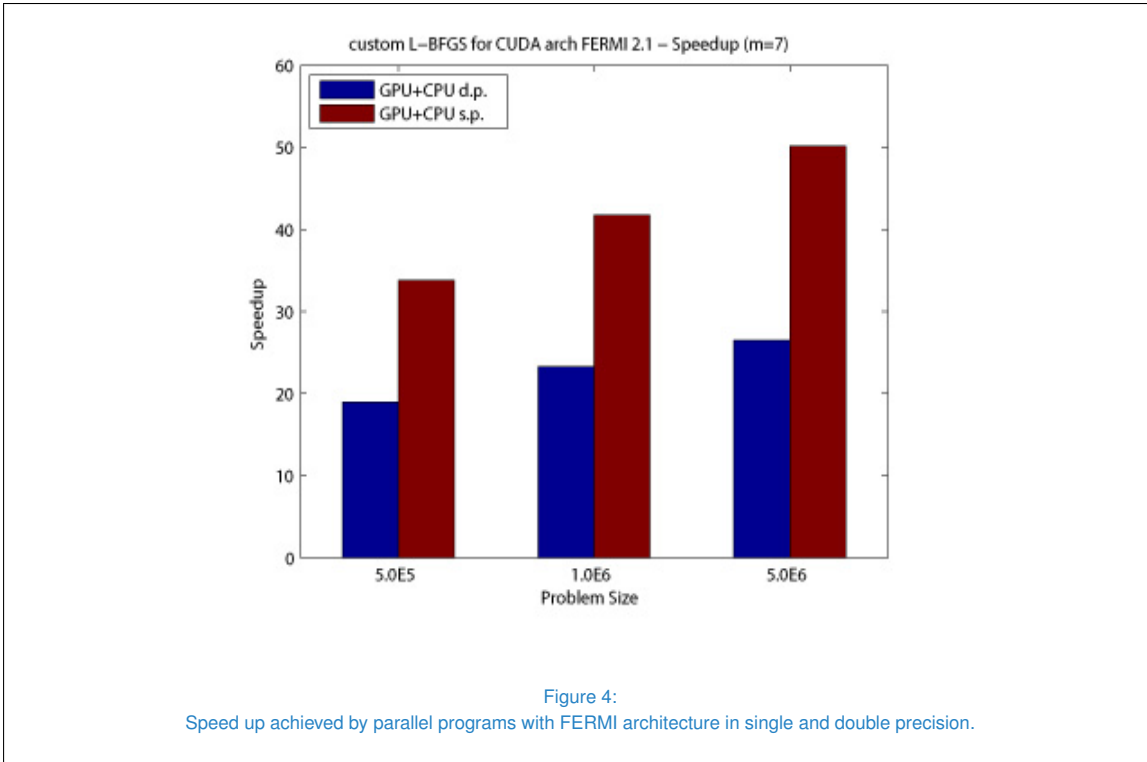 custom L−BFGS for CUDA arch FERMI 2.1 − Speedup (m=7)
60
GPU+CPU d.p.
GPU+CPU s.p.
50
40
30
20
10
0
Speedup
5.0E5 1.0E6 5.0E6
Problem Size
Figure 4:
Speed up achieved by parallel programs with FERMI architecture in single and double precision.